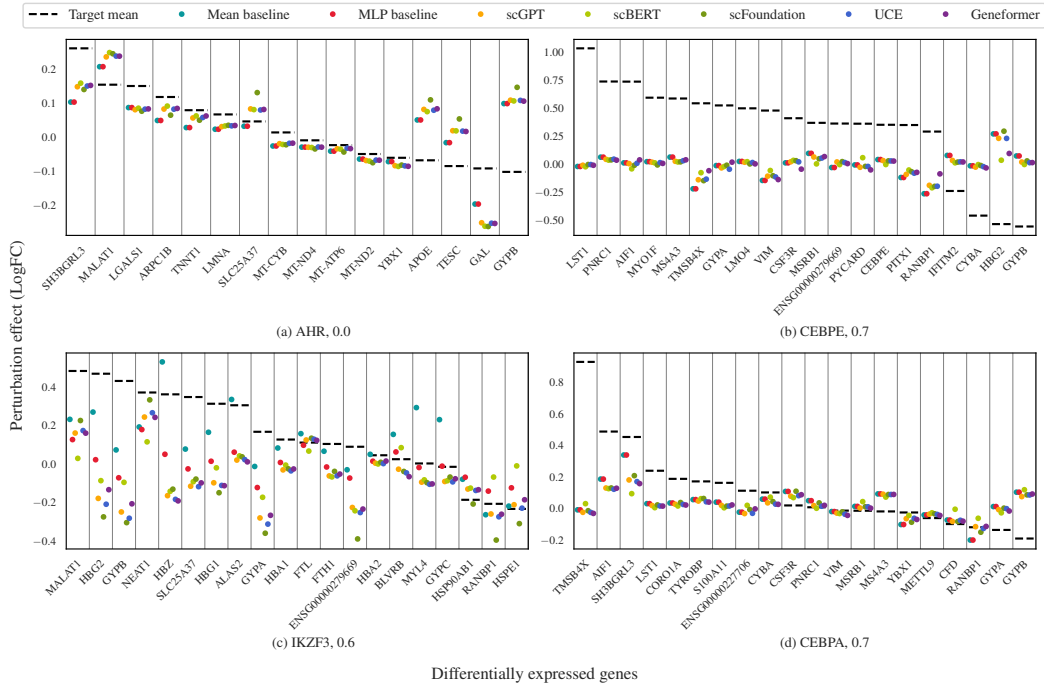 Target mean Mean baseline MLP baseline scGPT scBERT scFoundation UCE Geneformer
Perturbation effect (LogFC)
0.2
0.1
0.0
−0.1
−0.2
SH3BGRL3 MALAT1 LGALS1 ARPC1B TNNT1 LMNA SLC25A37 MT-CYB MT-ND4 MT-ATP6 MT-ND2 YBX1 APOE TESC GAL GYPB
(a) AHR, 0.0
1.00
0.75
0.50
0.25
0.00
−0.25
−0.50
LST1 PNRC1 AIF1 MYO1F MS4A3 TMSB4X GYPA LMO4 VIM CSF3R MSRB1 ENSG00000279669 PYCARD CEBPE PITX1 RANBP1 IFITM2 CYBA HBG2 GYPB
(b) CEBPE, 0.7
0.4
0.2
0.0
−0.2
−0.4
MALAT1 HBG2 GYPB NEAT1 HBZ SLC25A37 HBG1 ALAS2 GYPA HBA1 FTL FTH1 ENSG00000279669 HBA2 BLVRB MYL4 GYPC HSP90AB1 RANBP1 HSPE1
(c) IKZF3, 0.6
0.8
0.6
0.4
0.2
0.0
−0.2
TMSB4X AIF1 SH3BGRL3 LST1 CORO1A TYROBP S100A11 ENSG00000227706 CYBA CSF3R PNRC1 VIM MSRB1 MS4A3 YBX1 METTL9 CFD RANBP1 GYPA GYPB
(d) CEBPA, 0.7
Differentially expressed genes